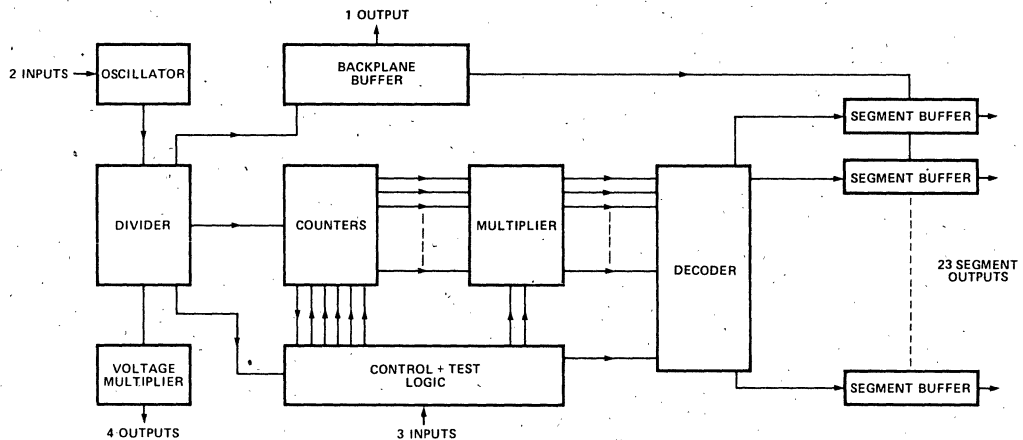 1 OUTPUT
2 INPUTS
OSCILLATOR
BACKPLANE
BUFFER
SEGMENT BUFFER
SEGMENT BUFFER
DIVIDER
COUNTERS
MULTIPLIER
DECODER
23 SEGMENT
OUTPUTS
VOLTAGE
MULTIPLIER
CONTROL + TEST
LOGIC
SEGMENT BUFFER
4 OUTPUTS
3 INPUTS